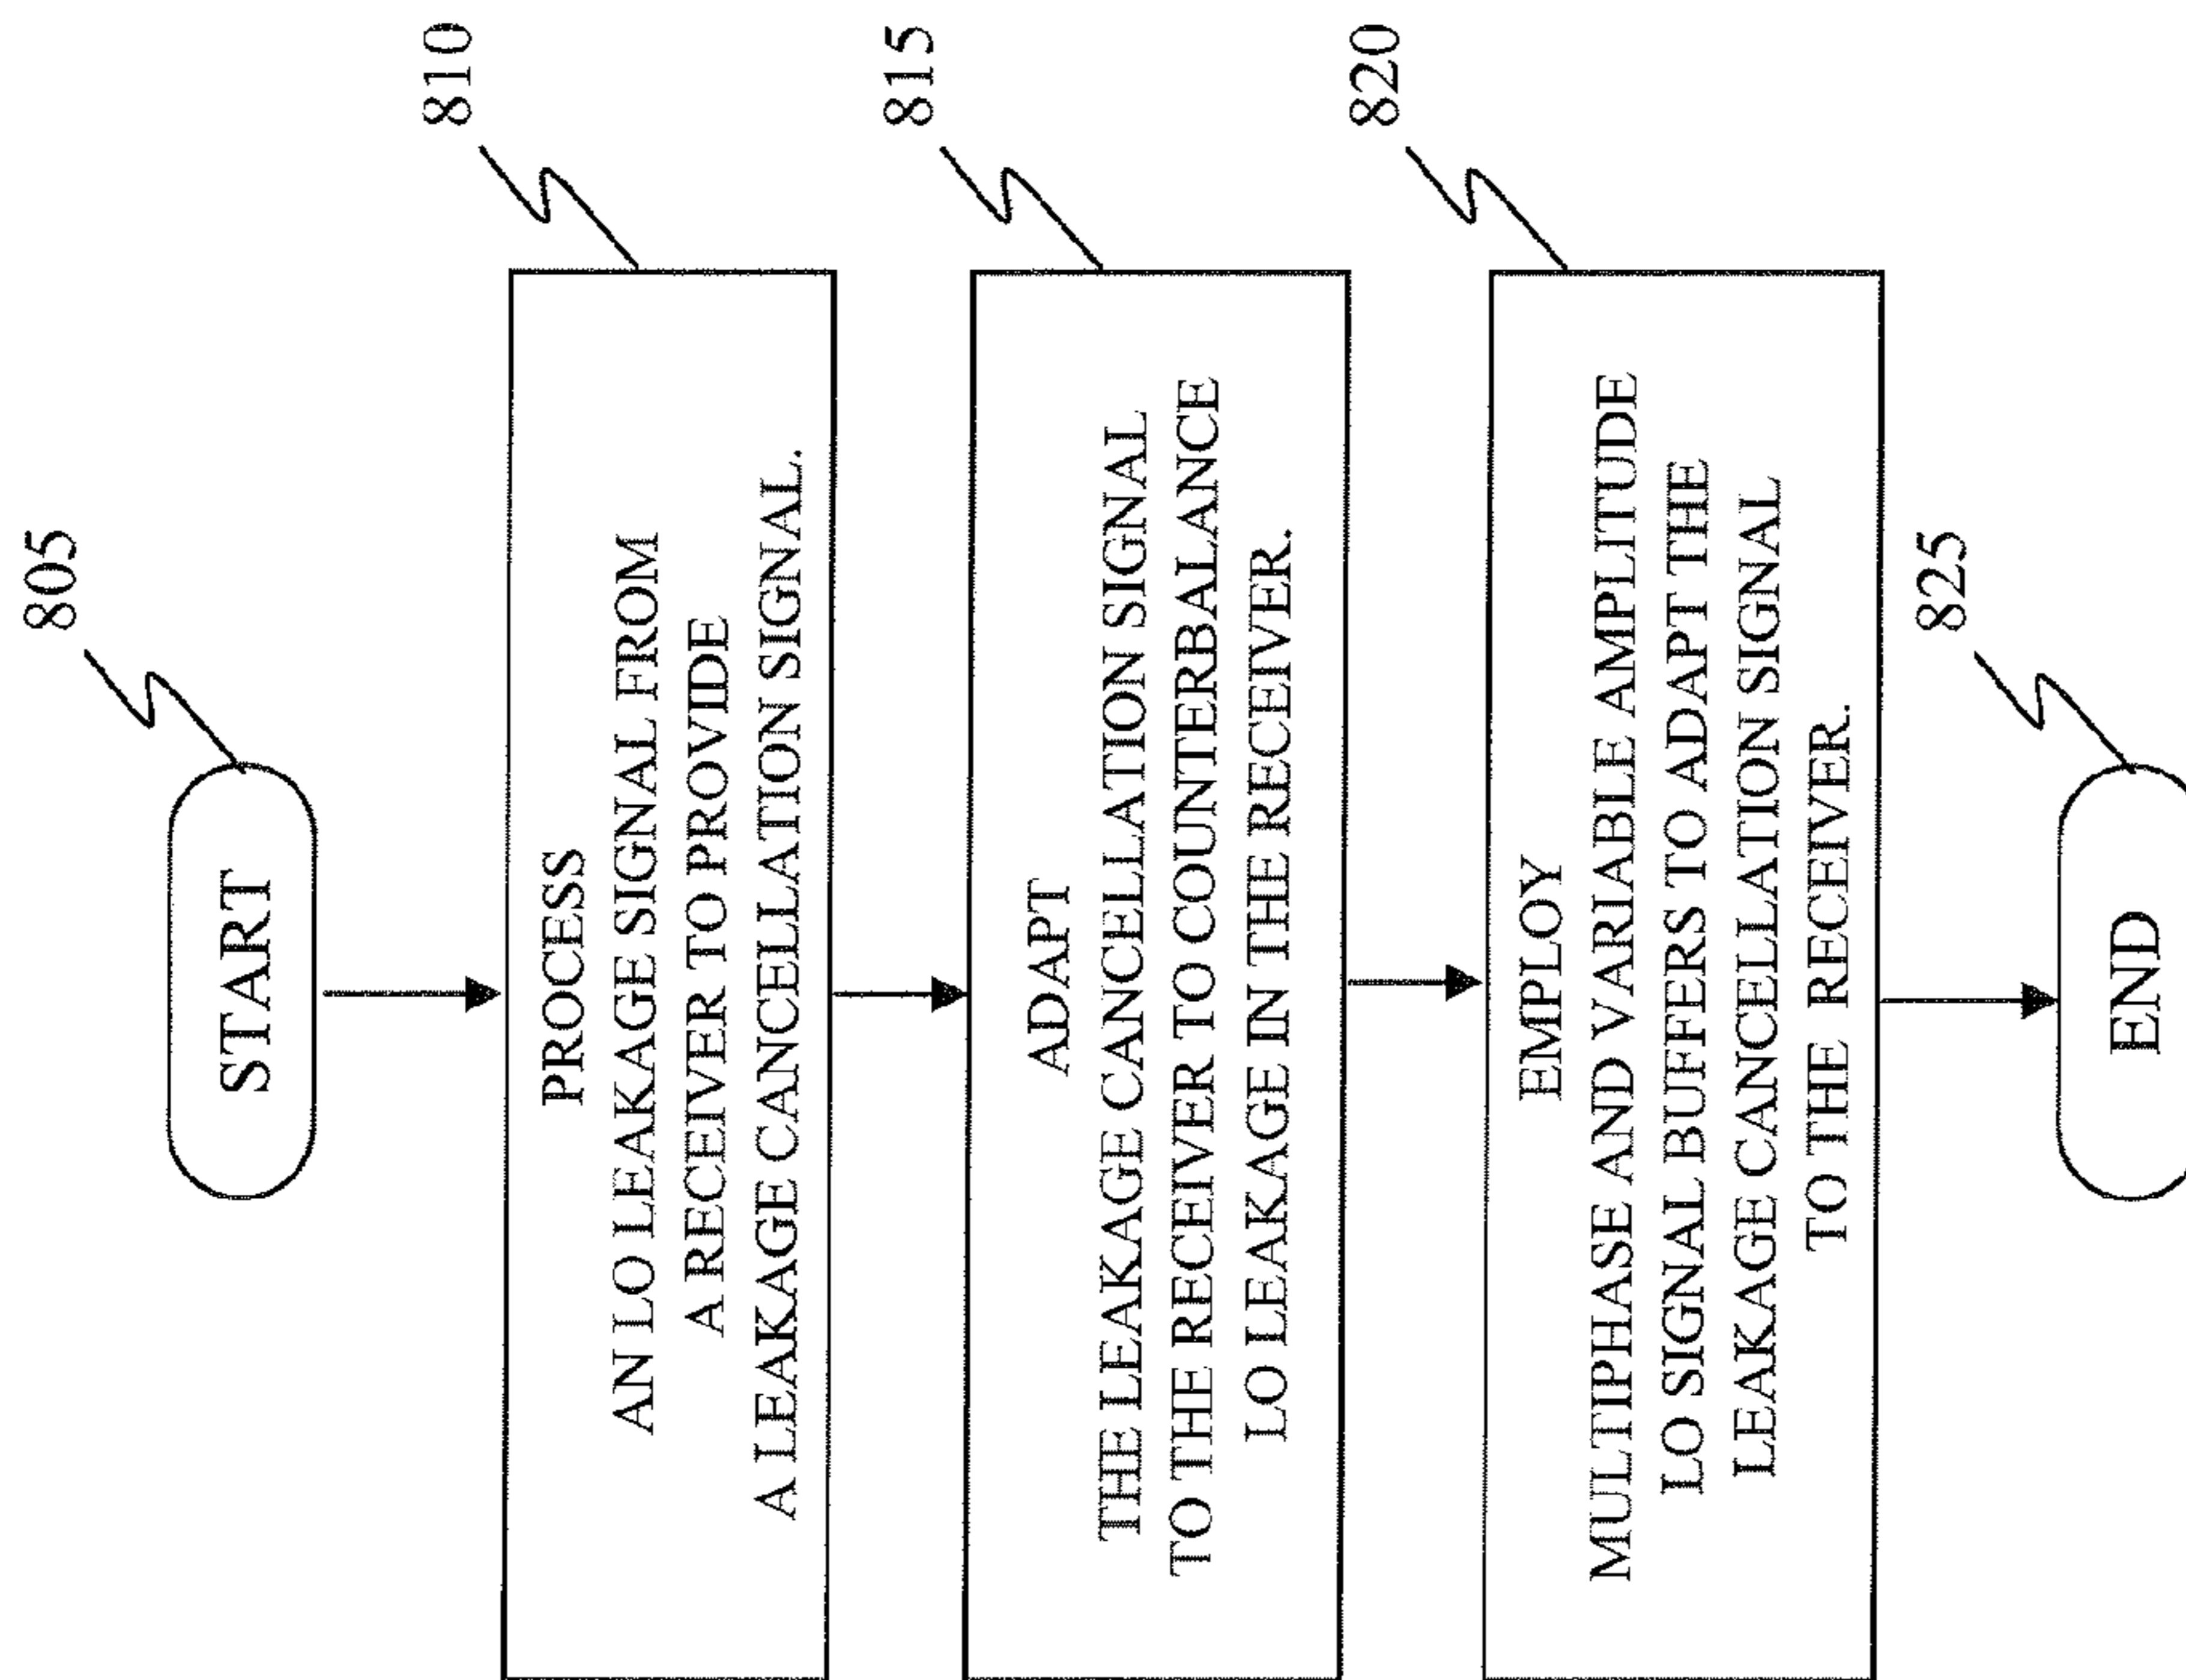 805
START
810
PROCESS
AN LO LEAKAGE SIGNAL FROM
A RECEIVER TO PROVIDE
A LEAKAGE CANCELLATION SIGNAL.
815
ADAPT
THE LEAKAGE CANCELLATION SIGNAL
TO THE RECEIVER TO COUNTERBALANCE
LO LEAKAGE IN THE RECEIVER.
820
EMPLOY
MULTIPHASE AND VARIABLE AMPLITUDE
LO SIGNAL BUFFERS TO ADAPT THE
LEAKAGE CANCELLATION SIGNAL
TO THE RECEIVER.
825
END